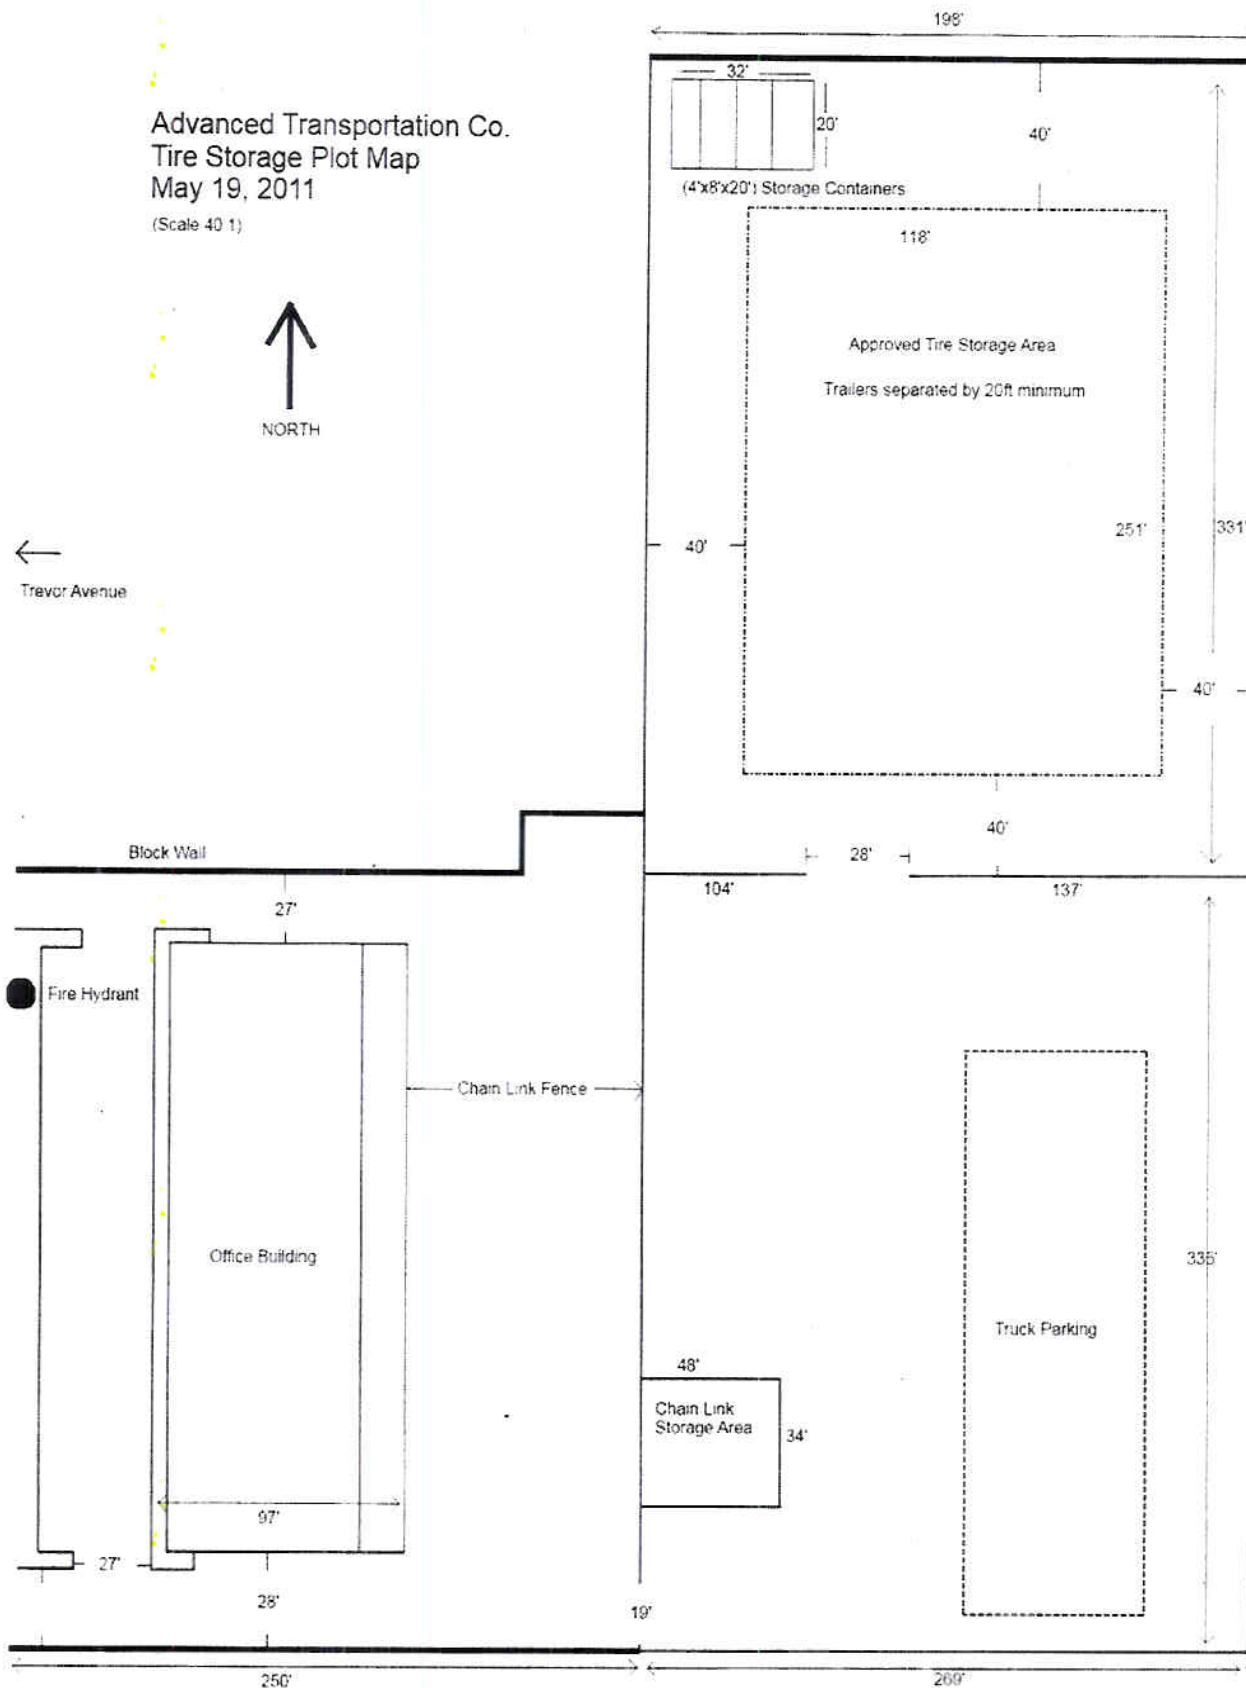 198'
32'
20'
40'
Advanced Transportation Co.
Tire Storage Plot Map
May 19, 2011
(Scale 40 1)
(4'x8'x20') Storage Containers
118'
Approved Tire Storage Area
Trailers separated by 20ft minimum
NORTH
251'
331'
40'
Trevor Avenue
40'
40'
Block Wall
28'
104'
137'
27'
Fire Hydrant
Chain Link Fence
Office Building
335'
Truck Parking
48'
Chain Link
Storage Area
34'
97'
27'
28'
19'
250'
269'